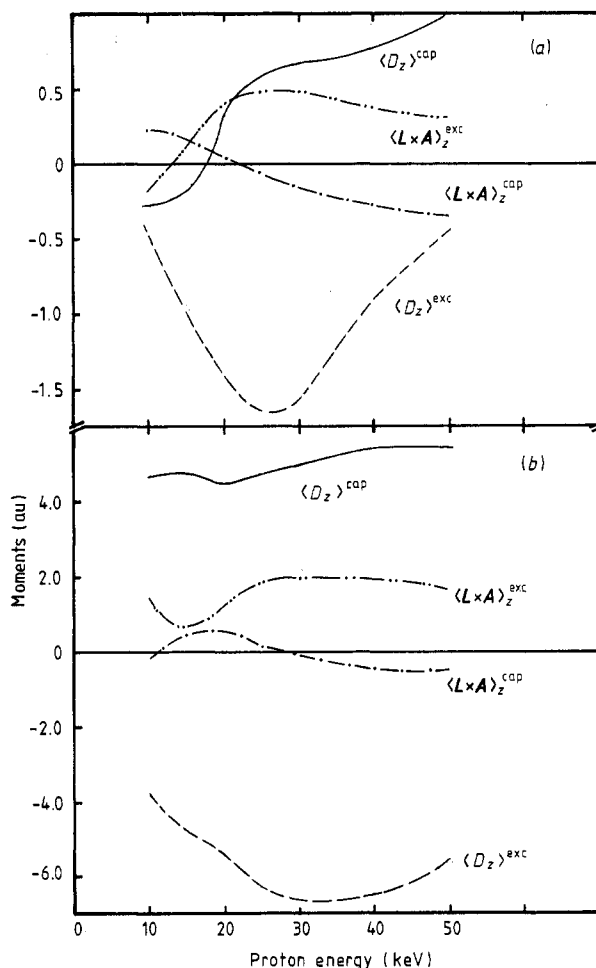 (a)
⟨D_z⟩^cap
0.5
⟨L×A⟩_z^exc
0
⟨L×A⟩_z^cap
-0.5
⟨D_z⟩^exc
-1.0
-1.5
(b)
⟨D_z⟩^cap
4.0
2.0
⟨L×A⟩_z^exc
0
⟨L×A⟩_z^cap
-2.0
-4.0
⟨D_z⟩^exc
-6.0
Moments (au)
0 10 20 30 40 50
Proton energy (keV)